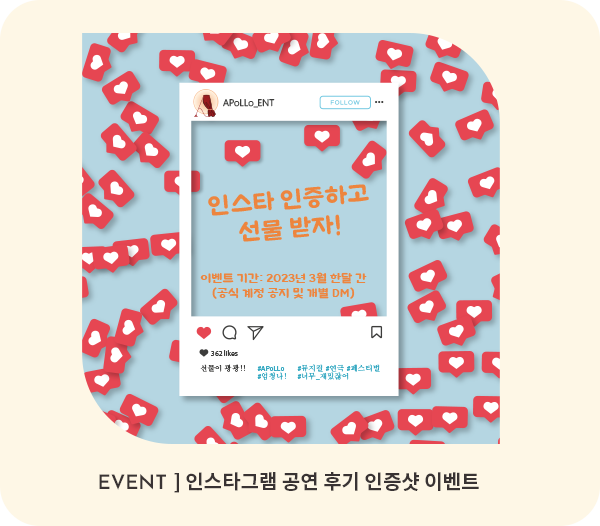 APoLLo_ENT
FOLLOW
인스타 인증하고
선물 받자!
이벤트 기간: 2023년 3월 한달 간
(공식 계정 공지 및 개별 DM)
362 likes
선물이 팡팡!! #APoLLo #뮤지컬 #연극 #페스티벌
#엄청나! #너무_재밌잖어
EVENT ] 인스타그램 공연 후기 인증샷 이벤트